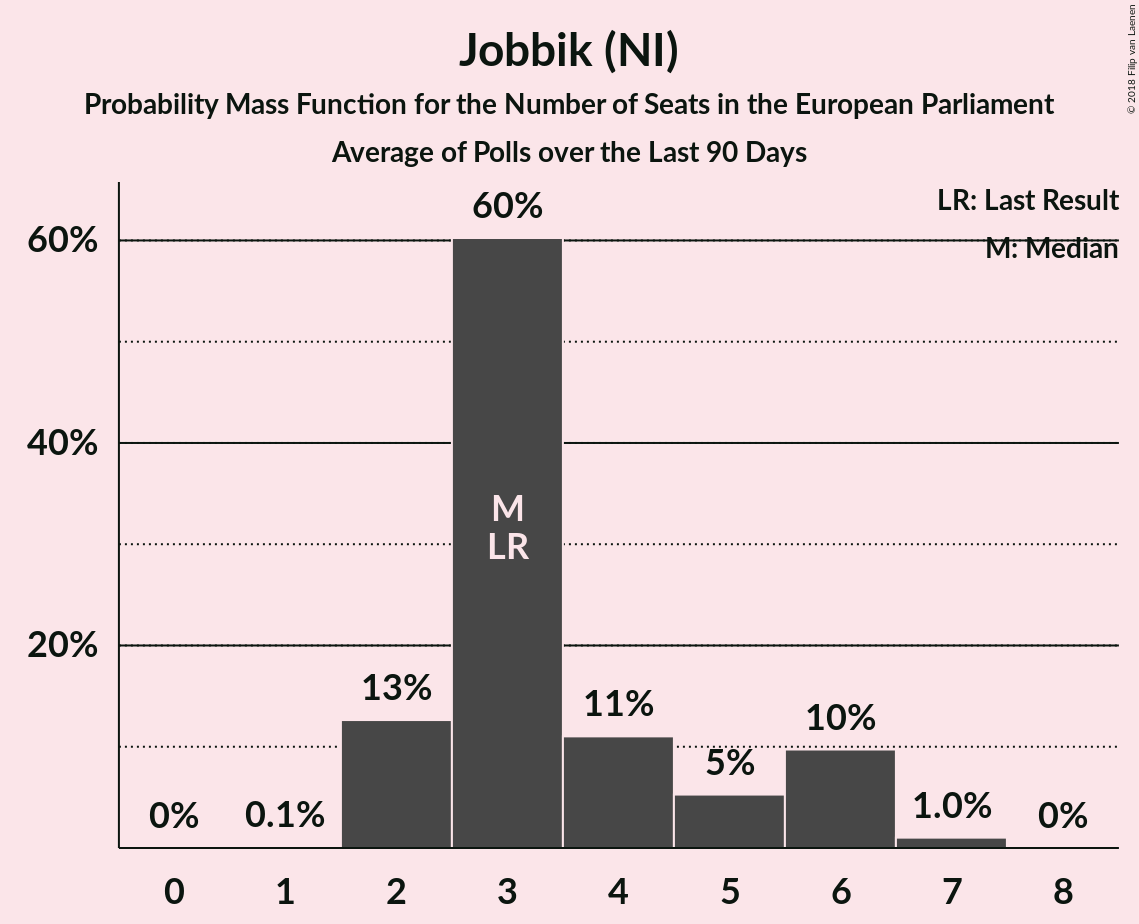 Jobbik (NI)
Probability Mass Function for the Number of Seats in the European Parliament
Average of Polls over the Last 90 Days
© 2018 Filip van Laenen
LR: Last Result
M: Median
60%
40%
20%
0%
0.1%
13%
60%
M
LR
11%
5%
10%
1.0%
0%
0 1 2 3 4 5 6 7 8